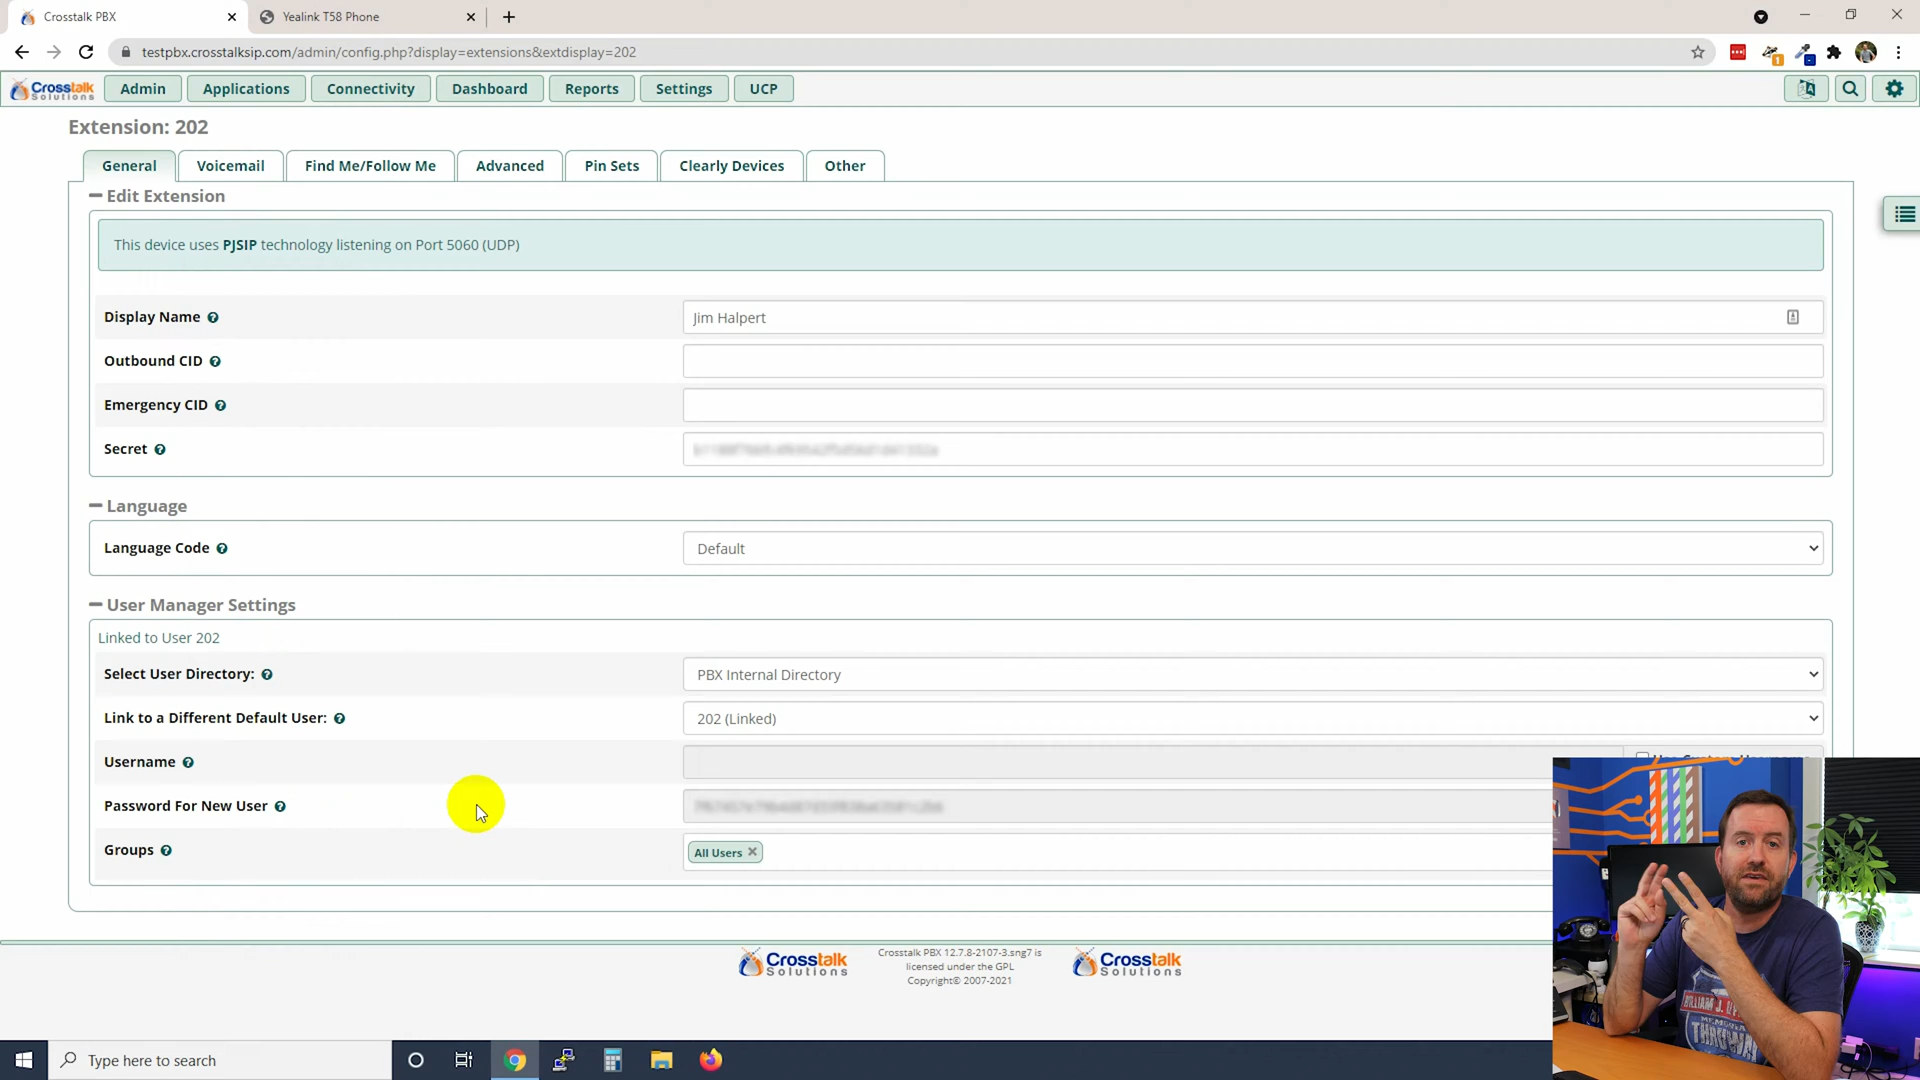 Crosstalk PBX
Yealink T58 Phone
testpbx.crosstalksip.com/admin/config.php?display=extensions&extdisplay=202
1
Crosstalk
Solutions
Admin
Applications
Connectivity
Dashboard
Reports
Settings
UCP
Extension: 202
General
Voicemail
Find Me/Follow Me
Advanced
Pin Sets
Clearly Devices
Other
Edit Extension
This device uses PJSIP technology listening on Port 5060 (UDP)
Display Name
Jim Halpert
Outbound CID
Emergency CID
Secret
Language
Language Code
Default
User Manager Settings
Linked to User 202
Select User Directory:
PBX Internal Directory
Link to a Different Default User:
202 (Linked)
Username
Password For New User
Groups
All Users
Crosstalk
Solutions
Crosstalk PBX 12.7.8-2107-3.sng7 is
licensed under the GPL
Copyright© 2007-2021
Crosstalk
Solutions
Type here to search